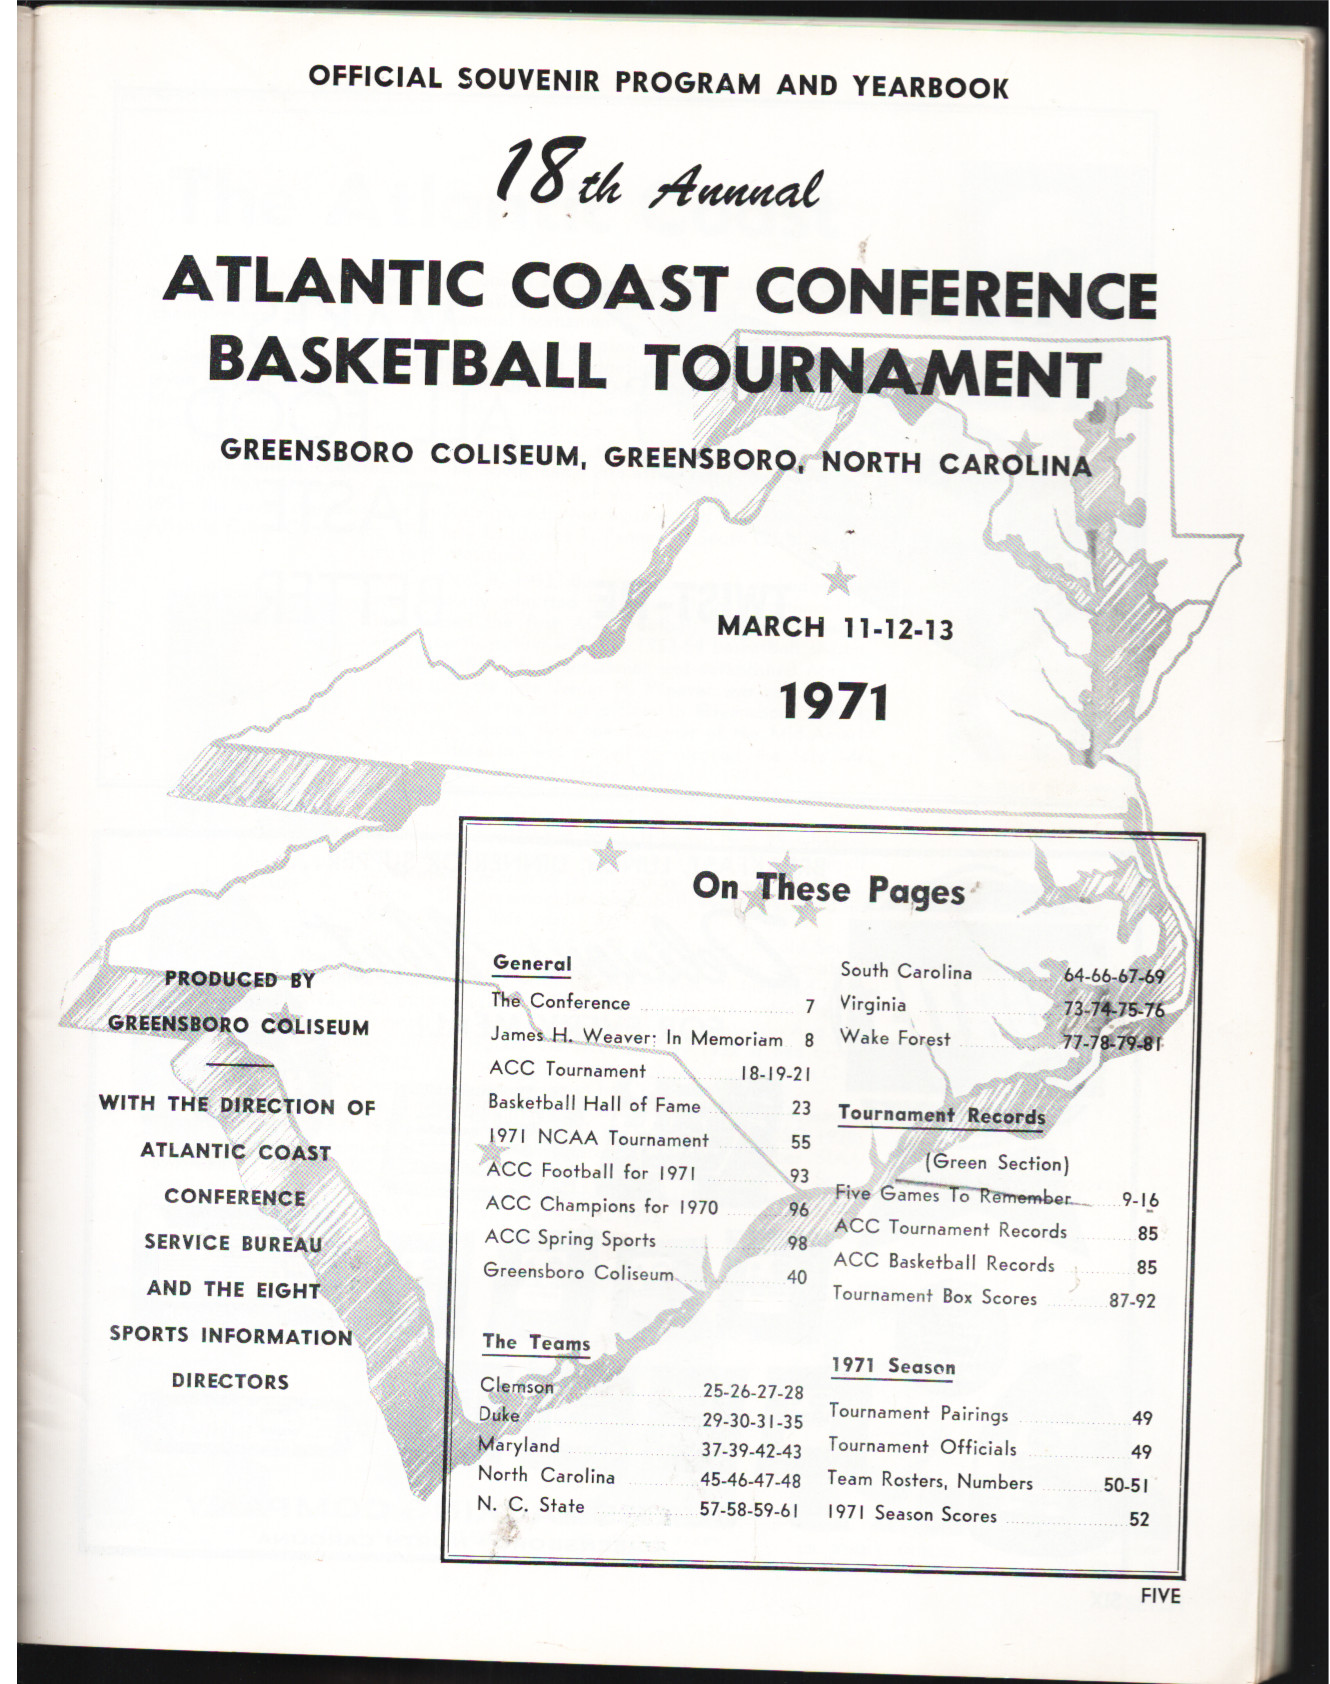 OFFICIAL SOUVENIR PROGRAM AND YEARBOOK
18th Annual
ATLANTIC COAST CONFERENCE
BASKETBALL TOURNAMENT
GREENSBORO COLISEUM, GREENSBORO, NORTH CAROLINA
MARCH 11-12-13
1971
PRODUCED BY
GREENSBORO COLISEUM
WITH THE DIRECTION OF
ATLANTIC COAST
CONFERENCE
SERVICE BUREAU
AND THE EIGHT
SPORTS INFORMATION
DIRECTORS
On These Pages
General
The Conference 7
James H. Weaver: In Memoriam 8
ACC Tournament 18-19-21
Basketball Hall of Fame 23
1971 NCAA Tournament 55
ACC Football for 1971 93
ACC Champions for 1970 96
ACC Spring Sports 98
Greensboro Coliseum 40
The Teams
Clemson 25-26-27-28
Duke 29-30-31-35
Maryland 37-39-42-43
North Carolina 45-46-47-48
N. C. State 57-58-59-61
South Carolina 64-66-67-69
Virginia 73-74-75-76
Wake Forest 77-78-79-81
Tournament Records
(Green Section)
Five Games To Remember 9-16
ACC Tournament Records 85
ACC Basketball Records 85
Tournament Box Scores 87-92
1971 Season
Tournament Pairings 49
Tournament Officials 49
Team Rosters, Numbers 50-51
1971 Season Scores 52
FIVE